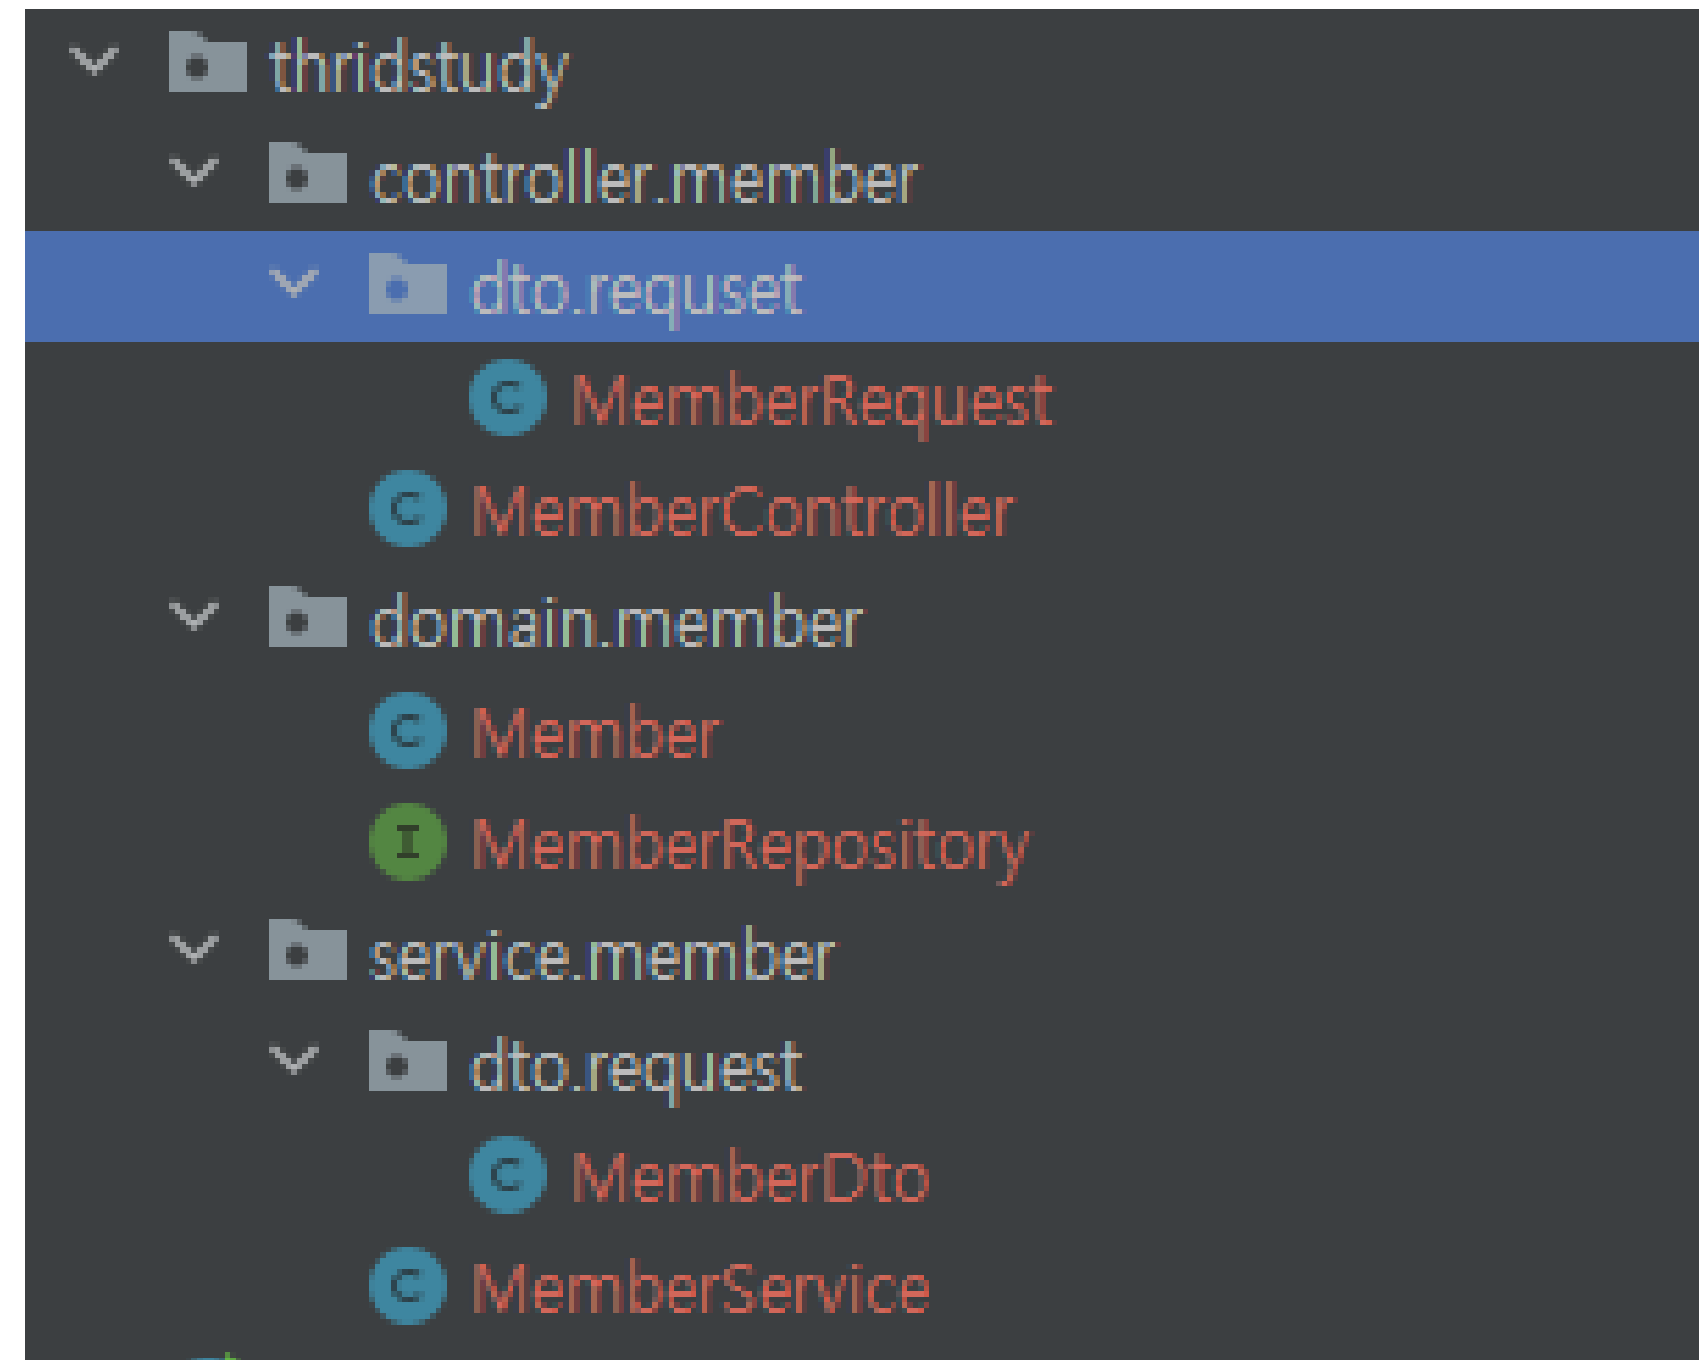 thridstudy
controller.member
dto.requset
C MemberRequest
C MemberController
domain.member
C Member
I MemberRepository
service.member
dto.request
C MemberDto
C MemberService